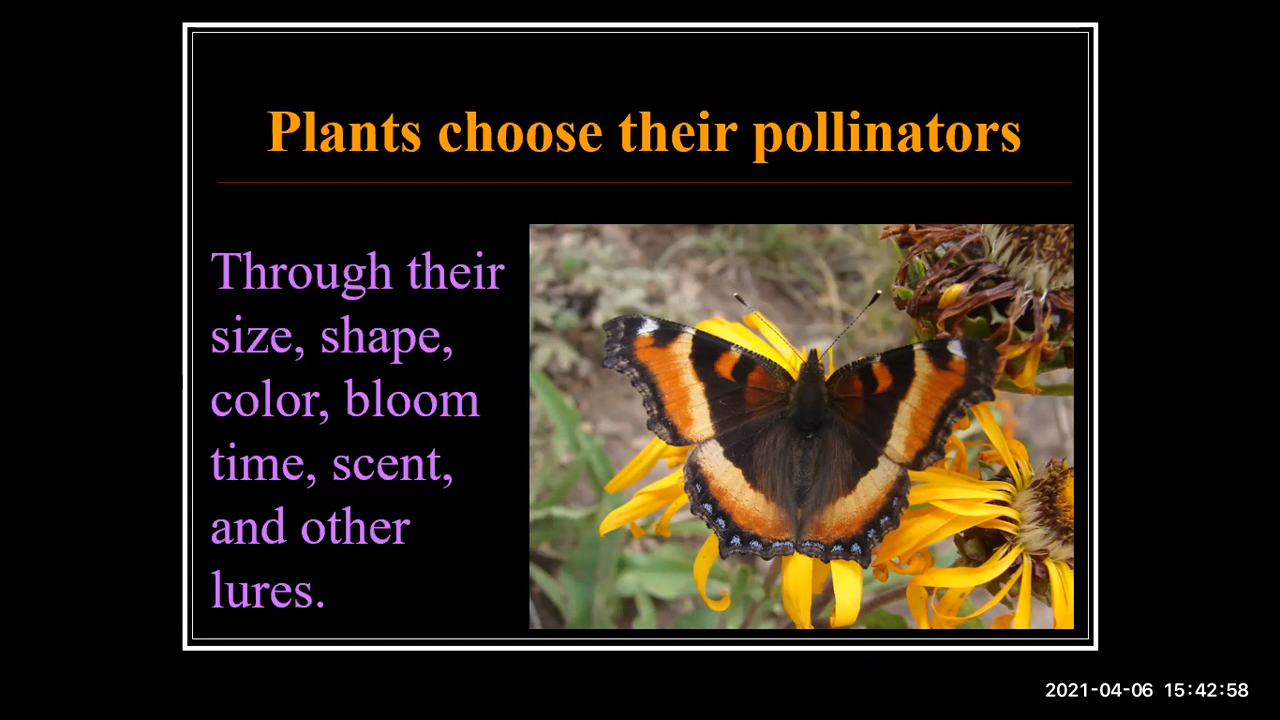 Plants choose their pollinators
Through their
size, shape,
color, bloom
time, scent,
and other
lures.
2021-04-06 15:42:58